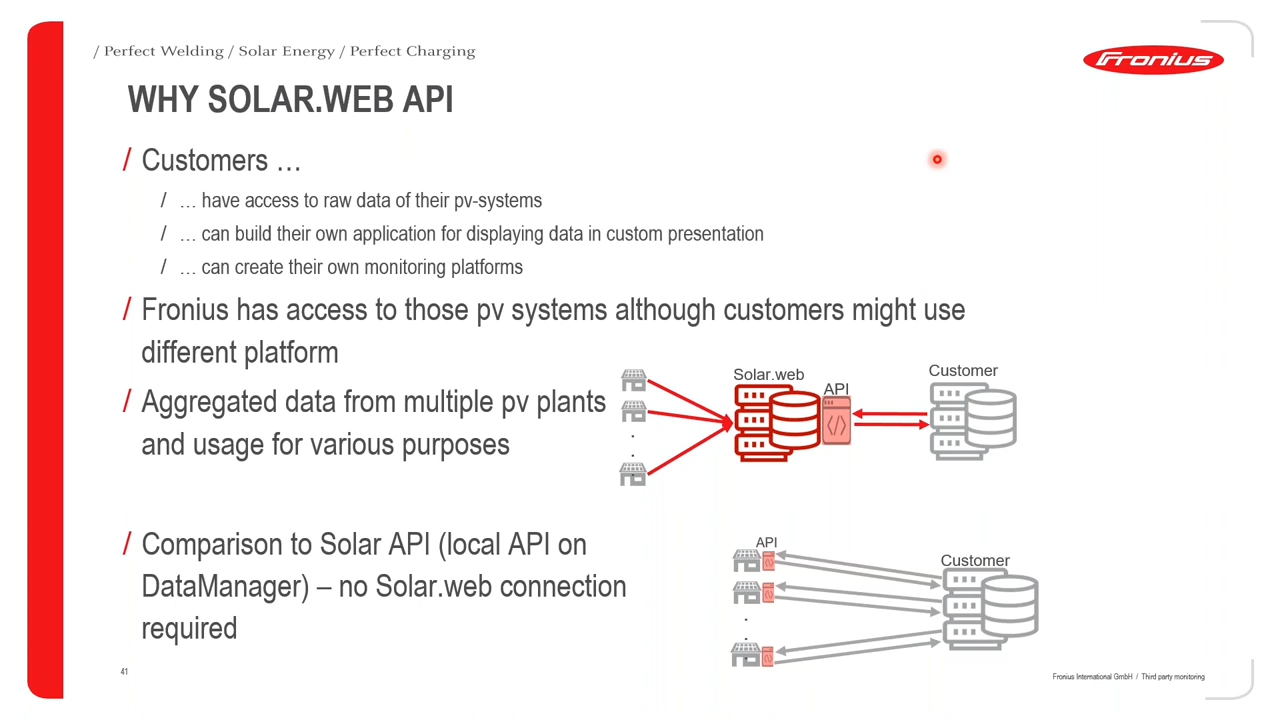 / Perfect Welding / Solar Energy / Perfect Charging
Fronius
WHY SOLAR.WEB API
/ Customers …
/ … have access to raw data of their pv-systems
/ … can build their own application for displaying data in custom presentation
/ … can create their own monitoring platforms
/ Fronius has access to those pv systems although customers might use
different platform
/ Aggregated data from multiple pv plants
and usage for various purposes
Solar.web
API
Customer
/ Comparison to Solar API (local API on
DataManager) – no Solar.web connection
required
API
Customer
41
Fronius International GmbH / Third party monitoring